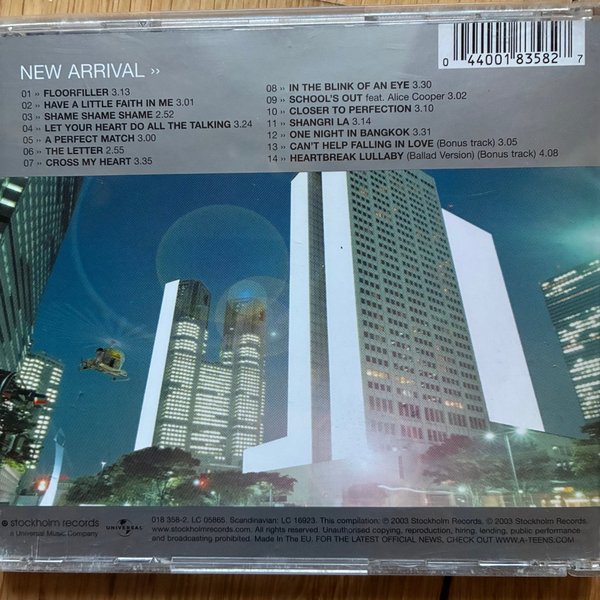 NEW ARRIVAL »
01 » FLOORFILLER 3.13
02 » HAVE A LITTLE FAITH IN ME 3.01
03 » SHAME SHAME SHAME 2.52
04 » LET YOUR HEART DO ALL THE TALKING 3.24
05 » A PERFECT MATCH 3.00
06 » THE LETTER 2.55
07 » CROSS MY HEART 3.35
08 » IN THE BLINK OF AN EYE 3.30
09 » SCHOOL'S OUT feat. Alice Cooper 3.02
10 » CLOSER TO PERFECTION 3.10
11 » SHANGRI LA 3.14
12 » ONE NIGHT IN BANGKOK 3.31
13 » CAN'T HELP FALLING IN LOVE (Bonus track) 3.05
14 » HEARTBREAK LULLABY (Ballad Version) (Bonus track) 4.08
0 44001 83582 7
stockholm records
a Universal Music Company
UNIVERSAL
018 358-2. LC 05865. Scandinavian: LC 16923. This compilation: ℗ 2003 Stockholm Records. © 2003 Stockholm Records.
www.stockholmrecords.com. All rights reserved. Unauthorised copying, reproduction, hiring, lending, public performance
and broadcasting prohibited. Made In The EU. FOR THE LATEST OFFICIAL NEWS, CHECK OUT WWW.A-TEENS.COM